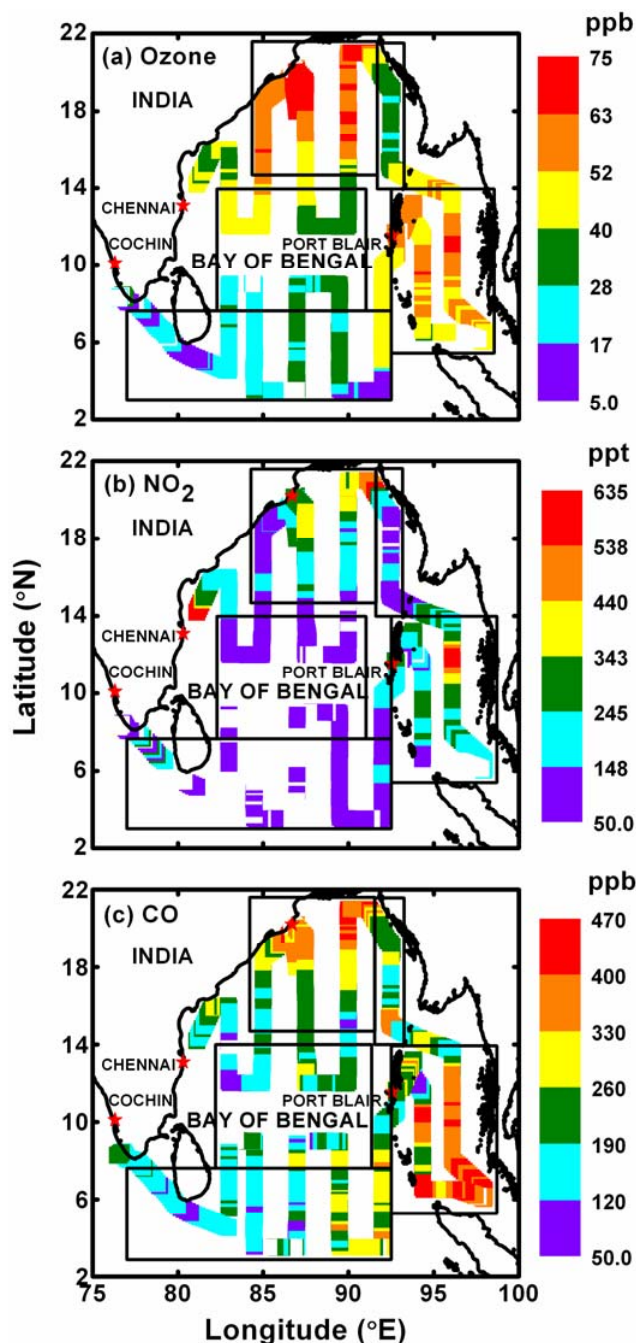 ppb
22
(a) Ozone
75
18
INDIA
63
14
52
CHENNAI
40
COCHIN
PORT BLAIR
10
BAY OF BENGAL
28
6
17
2
5.0
ppt
22
(b) NO2
635
18
INDIA
538
14
440
CHENNAI
343
COCHIN
PORT BLAIR
10
BAY OF BENGAL
245
6
148
2
50.0
Latitude (°N)
ppb
22
(c) CO
470
18
INDIA
400
14
330
CHENNAI
260
COCHIN
PORT BLAIR
10
BAY OF BENGAL
190
6
120
2
50.0
75 80 85 90 95 100
Longitude (°E)